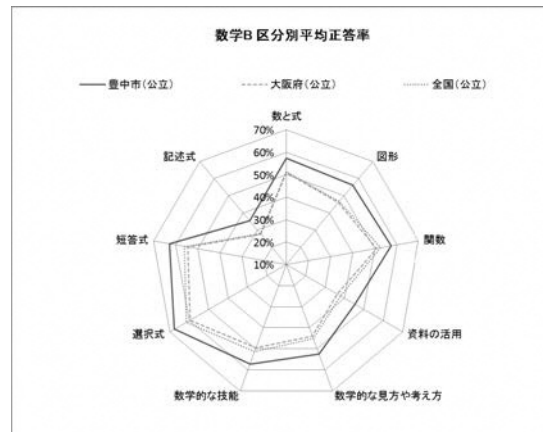 数学B 区分別平均正答率
豊中市(公立) 大阪府(公立) 全国(公立)
数と式
70%
60%
50%
40%
30%
20%
10%
図形
関数
資料の活用
数学的な見方や考え方
数学的な技能
選択式
短答式
記述式